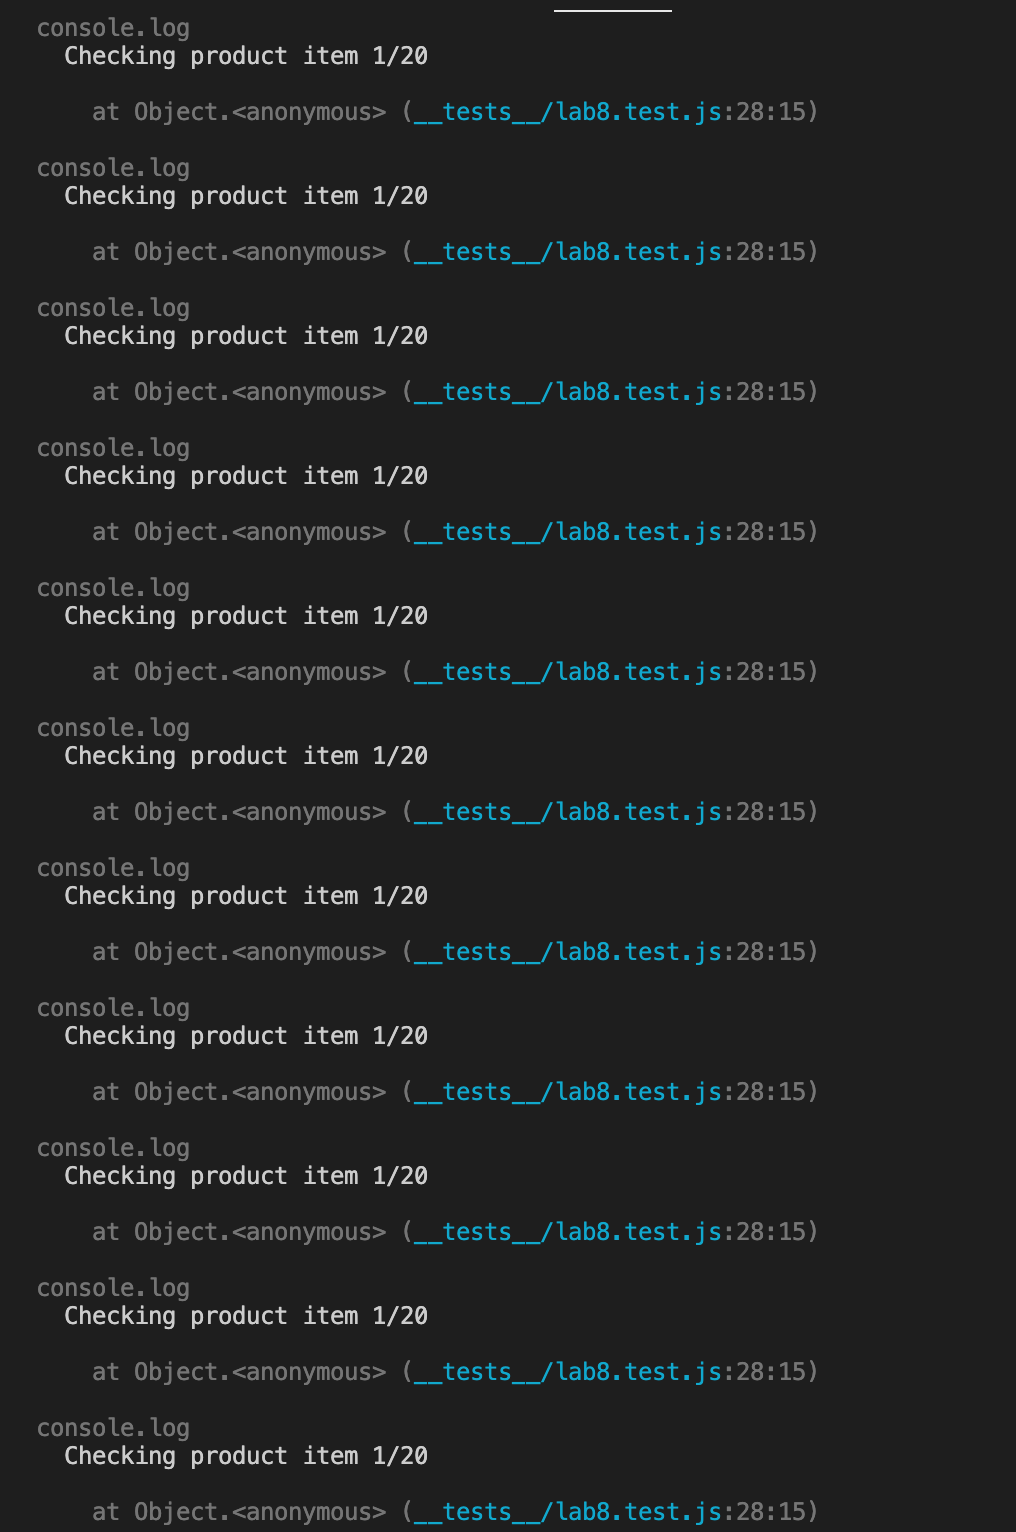 console.log
Checking product item 1/20
at Object.<anonymous> (__tests__/lab8.test.js:28:15)
console.log
Checking product item 1/20
at Object.<anonymous> (__tests__/lab8.test.js:28:15)
console.log
Checking product item 1/20
at Object.<anonymous> (__tests__/lab8.test.js:28:15)
console.log
Checking product item 1/20
at Object.<anonymous> (__tests__/lab8.test.js:28:15)
console.log
Checking product item 1/20
at Object.<anonymous> (__tests__/lab8.test.js:28:15)
console.log
Checking product item 1/20
at Object.<anonymous> (__tests__/lab8.test.js:28:15)
console.log
Checking product item 1/20
at Object.<anonymous> (__tests__/lab8.test.js:28:15)
console.log
Checking product item 1/20
at Object.<anonymous> (__tests__/lab8.test.js:28:15)
console.log
Checking product item 1/20
at Object.<anonymous> (__tests__/lab8.test.js:28:15)
console.log
Checking product item 1/20
at Object.<anonymous> (__tests__/lab8.test.js:28:15)
console.log
Checking product item 1/20
at Object.<anonymous> (__tests__/lab8.test.js:28:15)